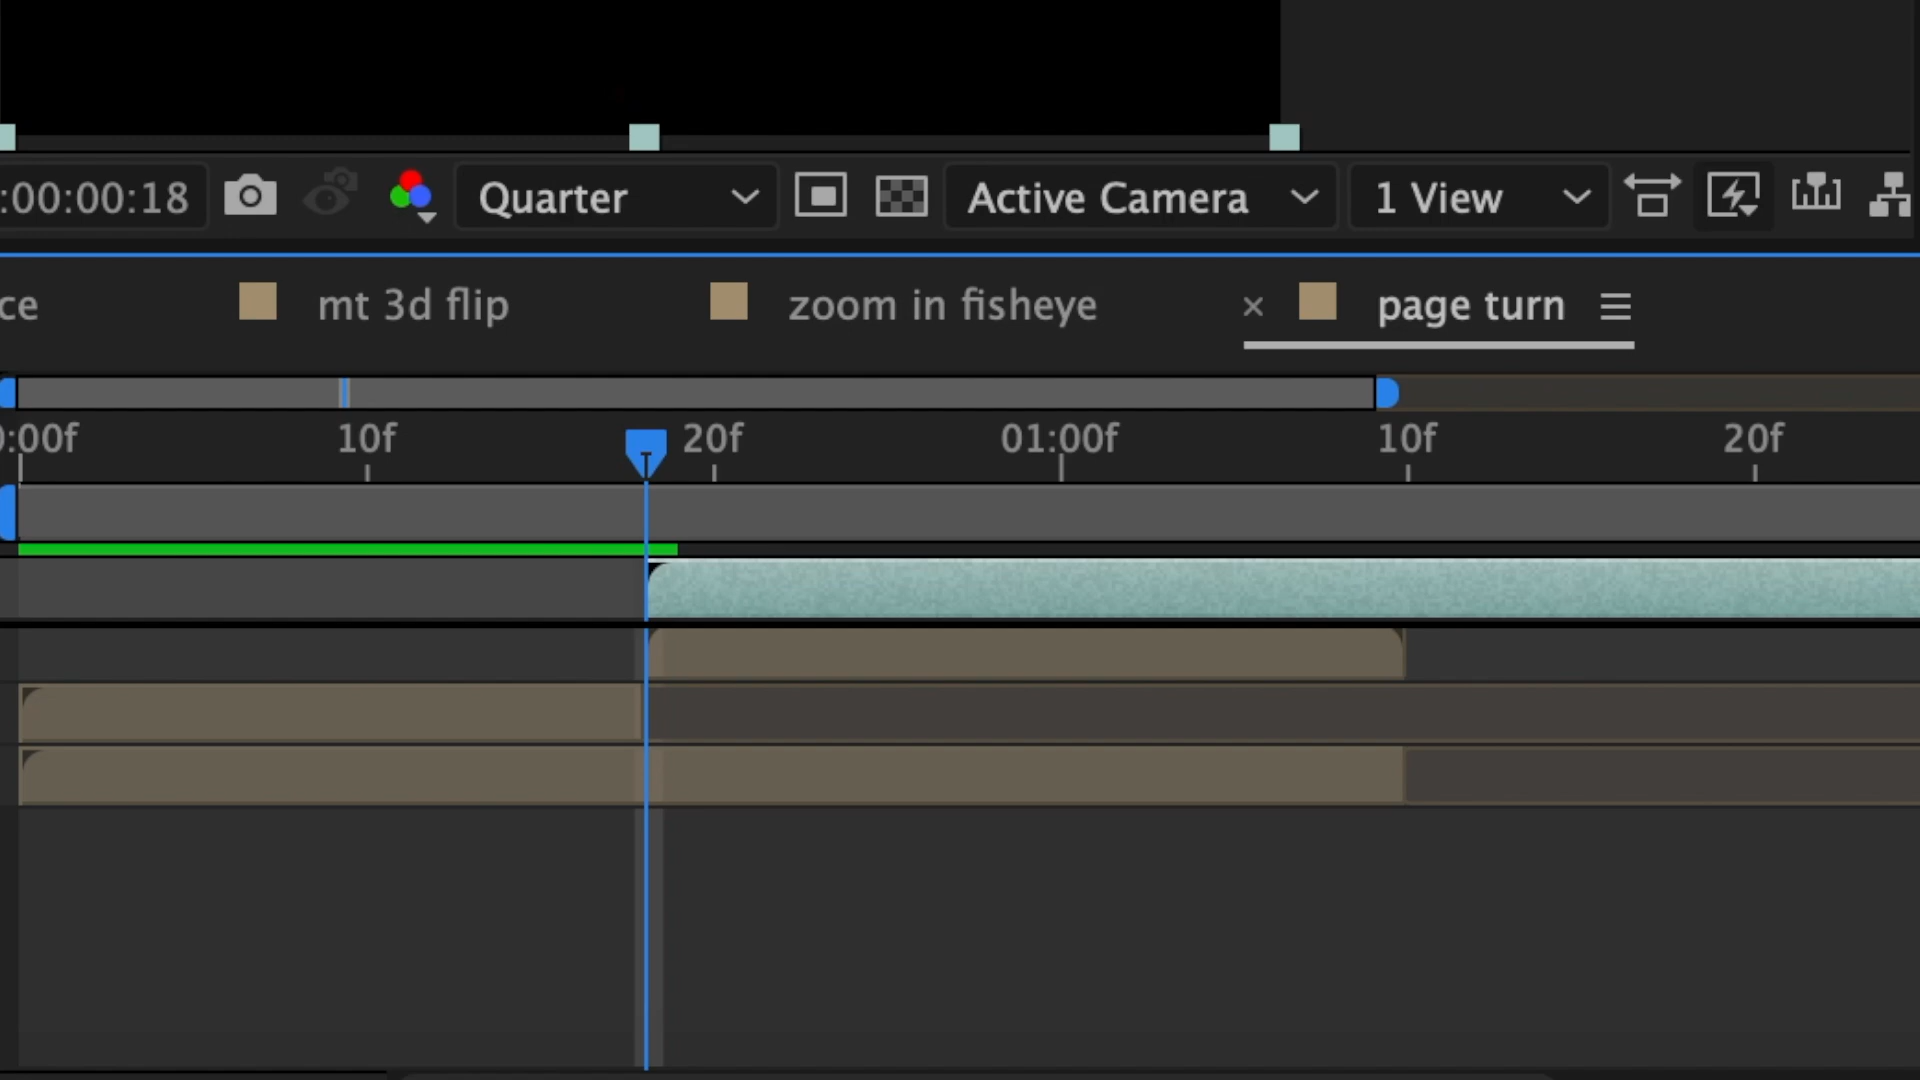 :00:00:18 Quarter Active Camera 1 View
ce mt 3d flip zoom in fisheye × page turn
0:00f 10f 20f 01:00f 10f 20f